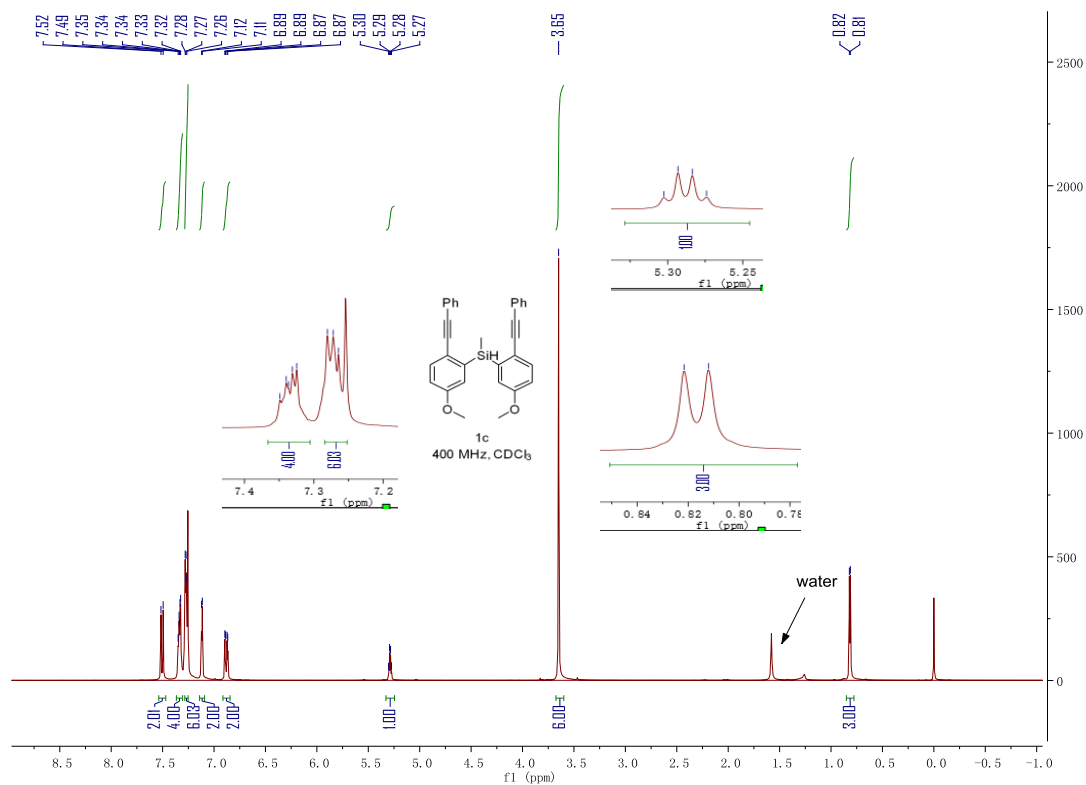 7.52 7.49 7.35 7.34 7.34 7.33 7.32 7.28 7.27 7.26 7.12 7.11 6.89 6.89 6.87 6.87 5.30 5.29 5.28 5.27 3.65 0.82 0.81
2500
2000
1500
1000
500
0
1.00
5.30 5.25
f1 (ppm)
4.00 6.03
7.4 7.3 7.2
f1 (ppm)
Ph Ph
SiH
O O
1c
400 MHz, CDCl3
3.00
0.84 0.82 0.80 0.78
f1 (ppm)
water
2.01 4.00 6.03 2.00 2.00 1.00 6.00 3.00
8.5 8.0 7.5 7.0 6.5 6.0 5.5 5.0 4.5 4.0 3.5 3.0 2.5 2.0 1.5 1.0 0.5 0.0 -0.5 -1.0
f1 (ppm)